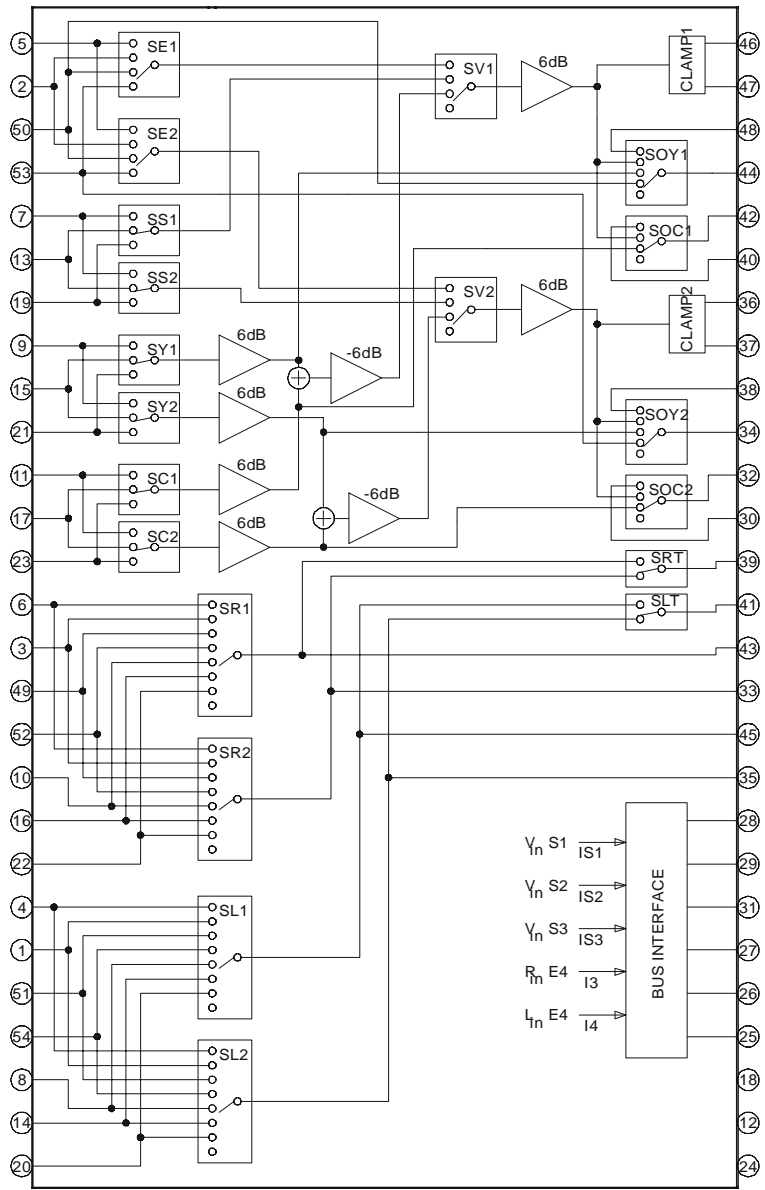 5 SE1 SV1 6dB CLAMP1 46
2 47
50 SE2 48
53 SOY1 44
7 SS1 SOC1 42
13 40
19 SS2 SV2 6dB CLAMP2 36
9 SY1 6dB -6dB 37
15 38
21 SY2 6dB SOY2 34
11 SC1 6dB -6dB SOC2 32
17 30
23 SC2 6dB SRT 39
6 SR1 SLT 41
3 43
49 33
52 45
10 SR2 35
16 28
22 Vin S1 IS1 29
4 SL1 Vin S2 IS2 31
1 Vin S3 IS3 27
51 Rin E4 I3 26
54 Lin E4 I4 25
BUS INTERFACE
8 SL2 18
14 12
20 24